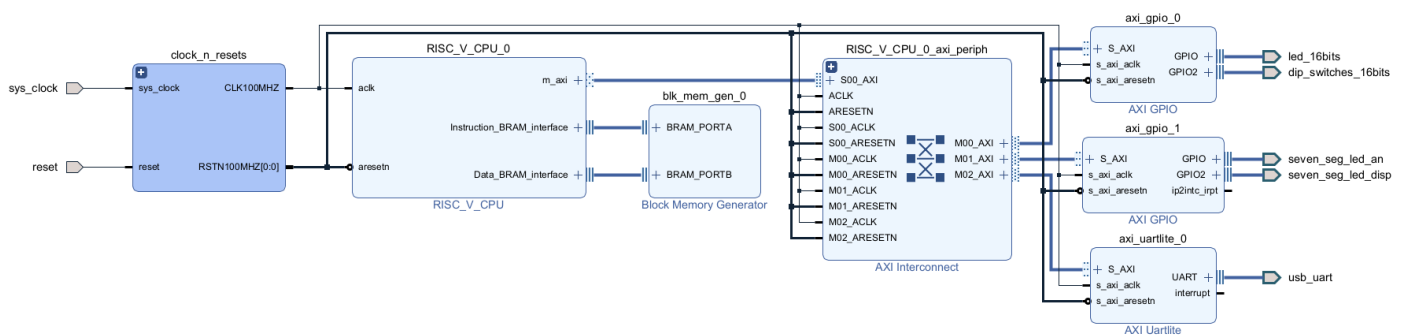 sys_clock
reset
clock_n_resets
sys_clock
CLK100MHZ
reset
RSTN100MHZ[0:0]
RISC_V_CPU_0
aclk
m_axi
Instruction_BRAM_interface
aresetn
Data_BRAM_interface
RISC_V_CPU
blk_mem_gen_0
BRAM_PORTA
BRAM_PORTB
Block Memory Generator
RISC_V_CPU_0_axi_periph
S00_AXI
ACLK
ARESETN
S00_ACLK
S00_ARESETN
M00_ACLK
M00_ARESETN
M01_ACLK
M01_ARESETN
M02_ACLK
M02_ARESETN
M00_AXI
M01_AXI
M02_AXI
AXI Interconnect
axi_gpio_0
S_AXI
s_axi_aclk
s_axi_aresetn
GPIO
GPIO2
AXI GPIO
led_16bits
dip_switches_16bits
axi_gpio_1
S_AXI
s_axi_aclk
s_axi_aresetn
GPIO
GPIO2
ip2intc_irpt
AXI GPIO
seven_seg_led_an
seven_seg_led_disp
axi_uartlite_0
S_AXI
s_axi_aclk
s_axi_aresetn
UART
interrupt
AXI Uartlite
usb_uart